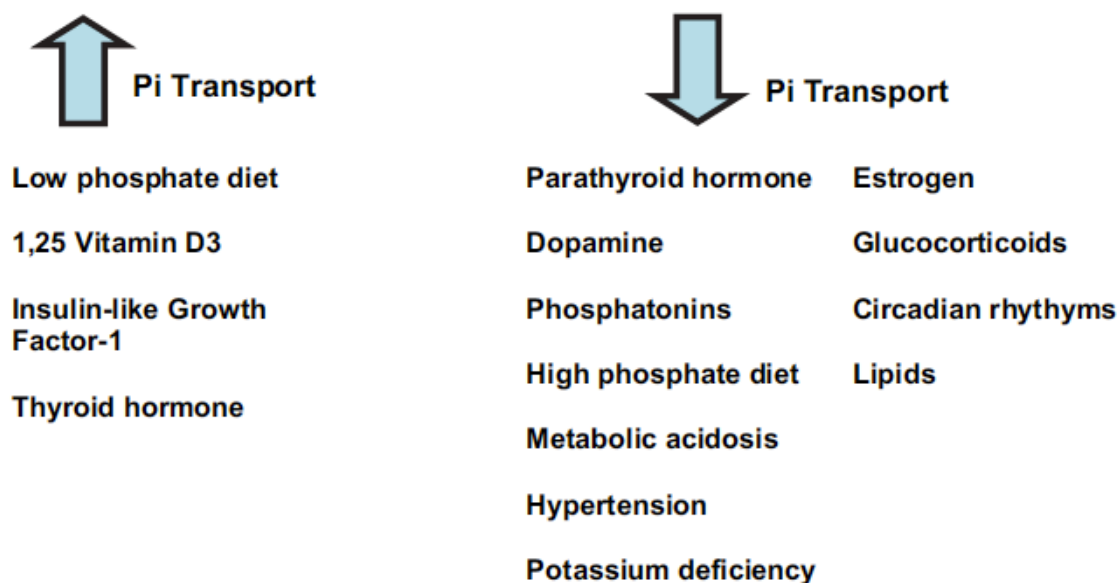 Pi Transport
Low phosphate diet
1,25 Vitamin D3
Insulin-like Growth
Factor-1
Thyroid hormone
Pi Transport
Parathyroid hormone
Dopamine
Phosphatonins
High phosphate diet
Metabolic acidosis
Hypertension
Potassium deficiency
Estrogen
Glucocorticoids
Circadian rhythyms
Lipids